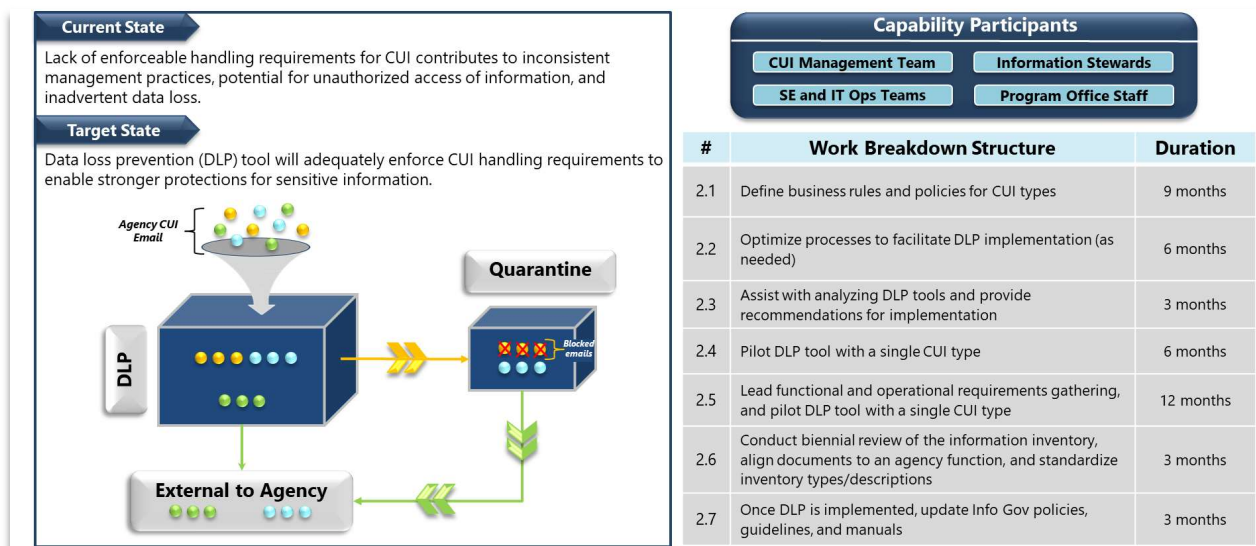 Current State
Lack of enforceable handling requirements for CUI contributes to inconsistent
management practices, potential for unauthorized access of information, and
inadvertent data loss.
Target State
Data loss prevention (DLP) tool will adequately enforce CUI handling requirements to
enable stronger protections for sensitive information.
Agency CUI
Email
Quarantine
DLP
Blocked
emails
External to Agency
Capability Participants
CUI Management Team
Information Stewards
SE and IT Ops Teams
Program Office Staff
# Work Breakdown Structure Duration
2.1 Define business rules and policies for CUI types 9 months
2.2 Optimize processes to facilitate DLP implementation (as
needed) 6 months
2.3 Assist with analyzing DLP tools and provide
recommendations for implementation 3 months
2.4 Pilot DLP tool with a single CUI type 6 months
2.5 Lead functional and operational requirements gathering,
and pilot DLP tool with a single CUI type 12 months
2.6 Conduct biennial review of the information inventory,
align documents to an agency function, and standardize
inventory types/descriptions 3 months
2.7 Once DLP is implemented, update Info Gov policies,
guidelines, and manuals 3 months